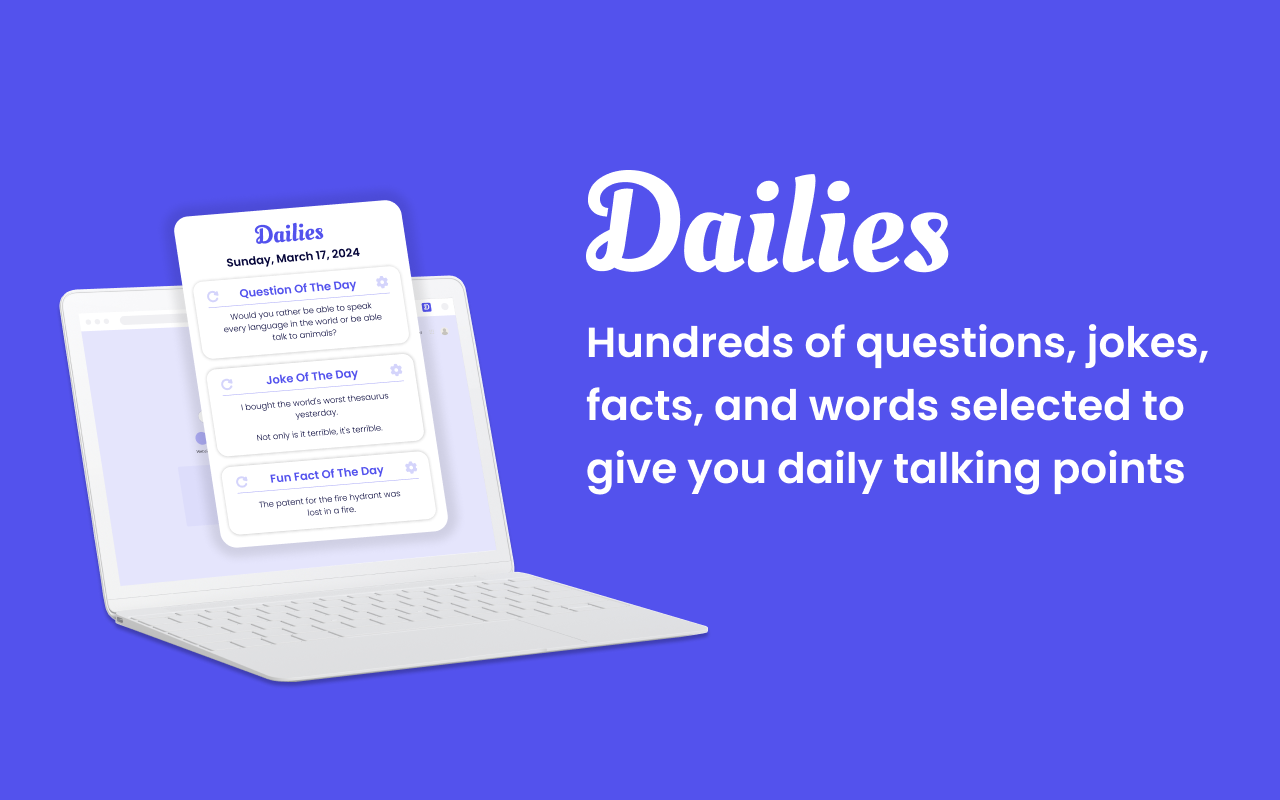 Dailies
Sunday, March 17, 2024
Question Of The Day
Would you rather be able to speak
every language in the world or be able
talk to animals?
Joke Of The Day
I bought the world's worst thesaurus
yesterday.
Not only is it terrible, it's terrible.
Fun Fact Of The Day
The patent for the fire hydrant was
lost in a fire.
D
Dailies
Hundreds of questions, jokes,
facts, and words selected to
give you daily talking points